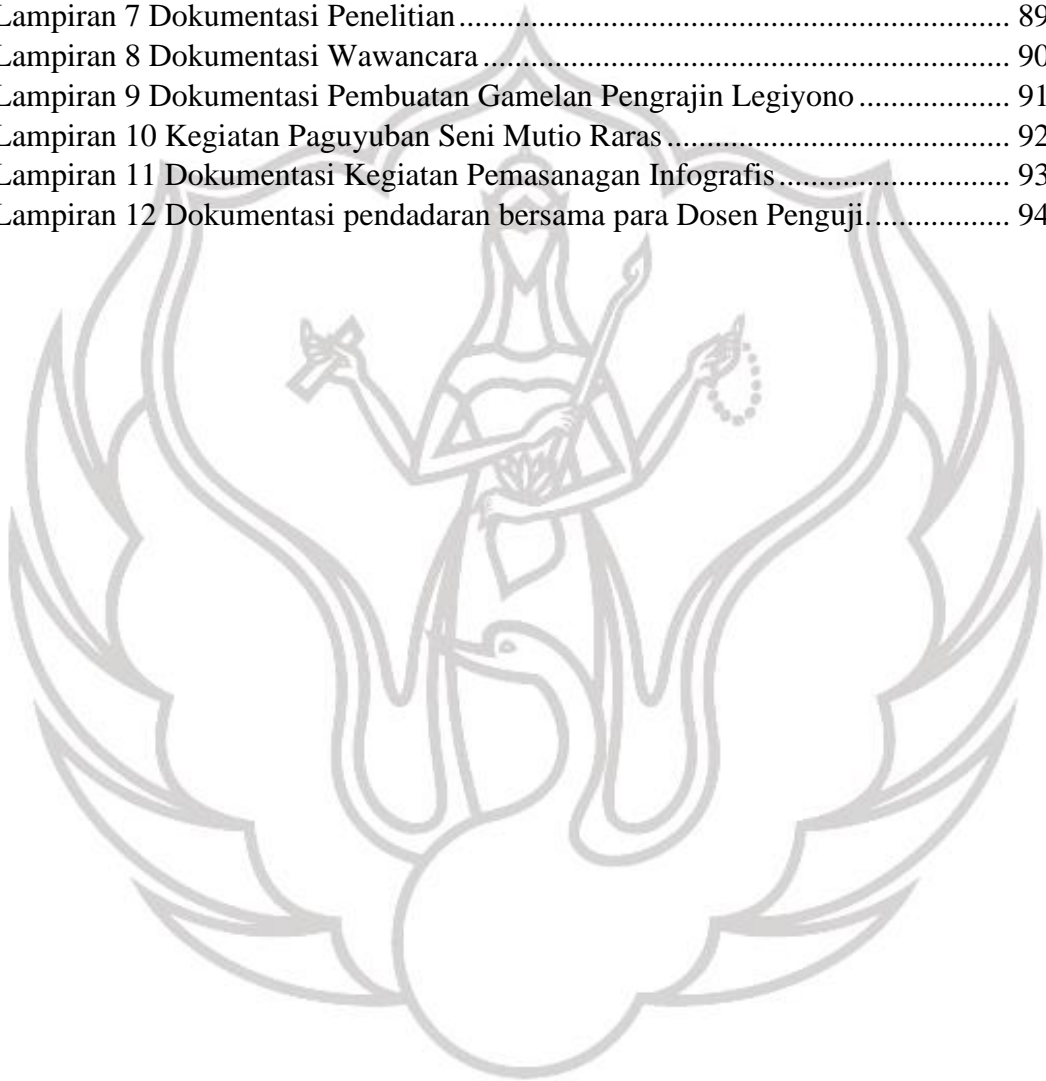 Lampiran 7 Dokumentasi Penelitian.......................................................................... 89
Lampiran 8 Dokumentasi Wawancara....................................................................... 90
Lampiran 9 Dokumentasi Pembuatan Gamelan Pengrajin Legiyono.................... 91
Lampiran 10 Kegiatan Paguyuban Seni Mutio Raras.............................................. 92
Lampiran 11 Dokumentasi Kegiatan Pemasanagan Infografis............................... 93
Lampiran 12 Dokumentasi pendadaran bersama para Dosen Penguji.................. 94